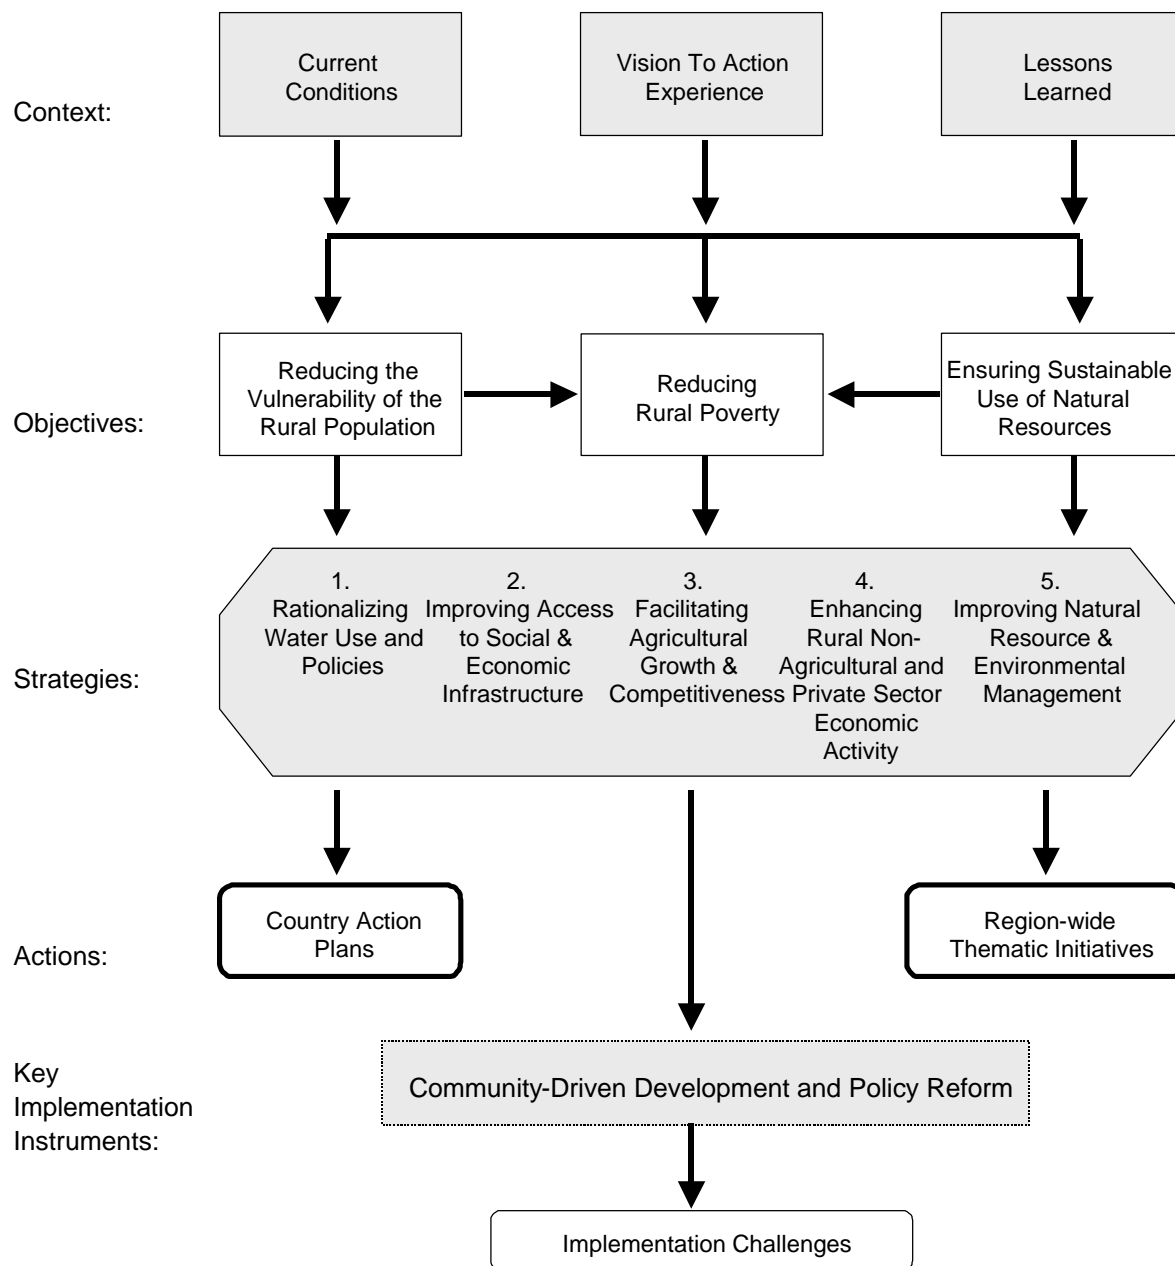 Context:
Current
Conditions
Vision To Action
Experience
Lessons
Learned
Objectives:
Reducing the
Vulnerability of the
Rural Population
Reducing
Rural Poverty
Ensuring Sustainable
Use of Natural
Resources
Strategies:
1.
Rationalizing
Water Use and
Policies
2.
Improving Access
to Social &
Economic
Infrastructure
3.
Facilitating
Agricultural
Growth &
Competitiveness
4.
Enhancing
Rural Non-
Agricultural and
Private Sector
Economic
Activity
5.
Improving Natural
Resource &
Environmental
Management
Actions:
Country Action
Plans
Region-wide
Thematic Initiatives
Key
Implementation
Instruments:
Community-Driven Development and Policy Reform
Implementation Challenges